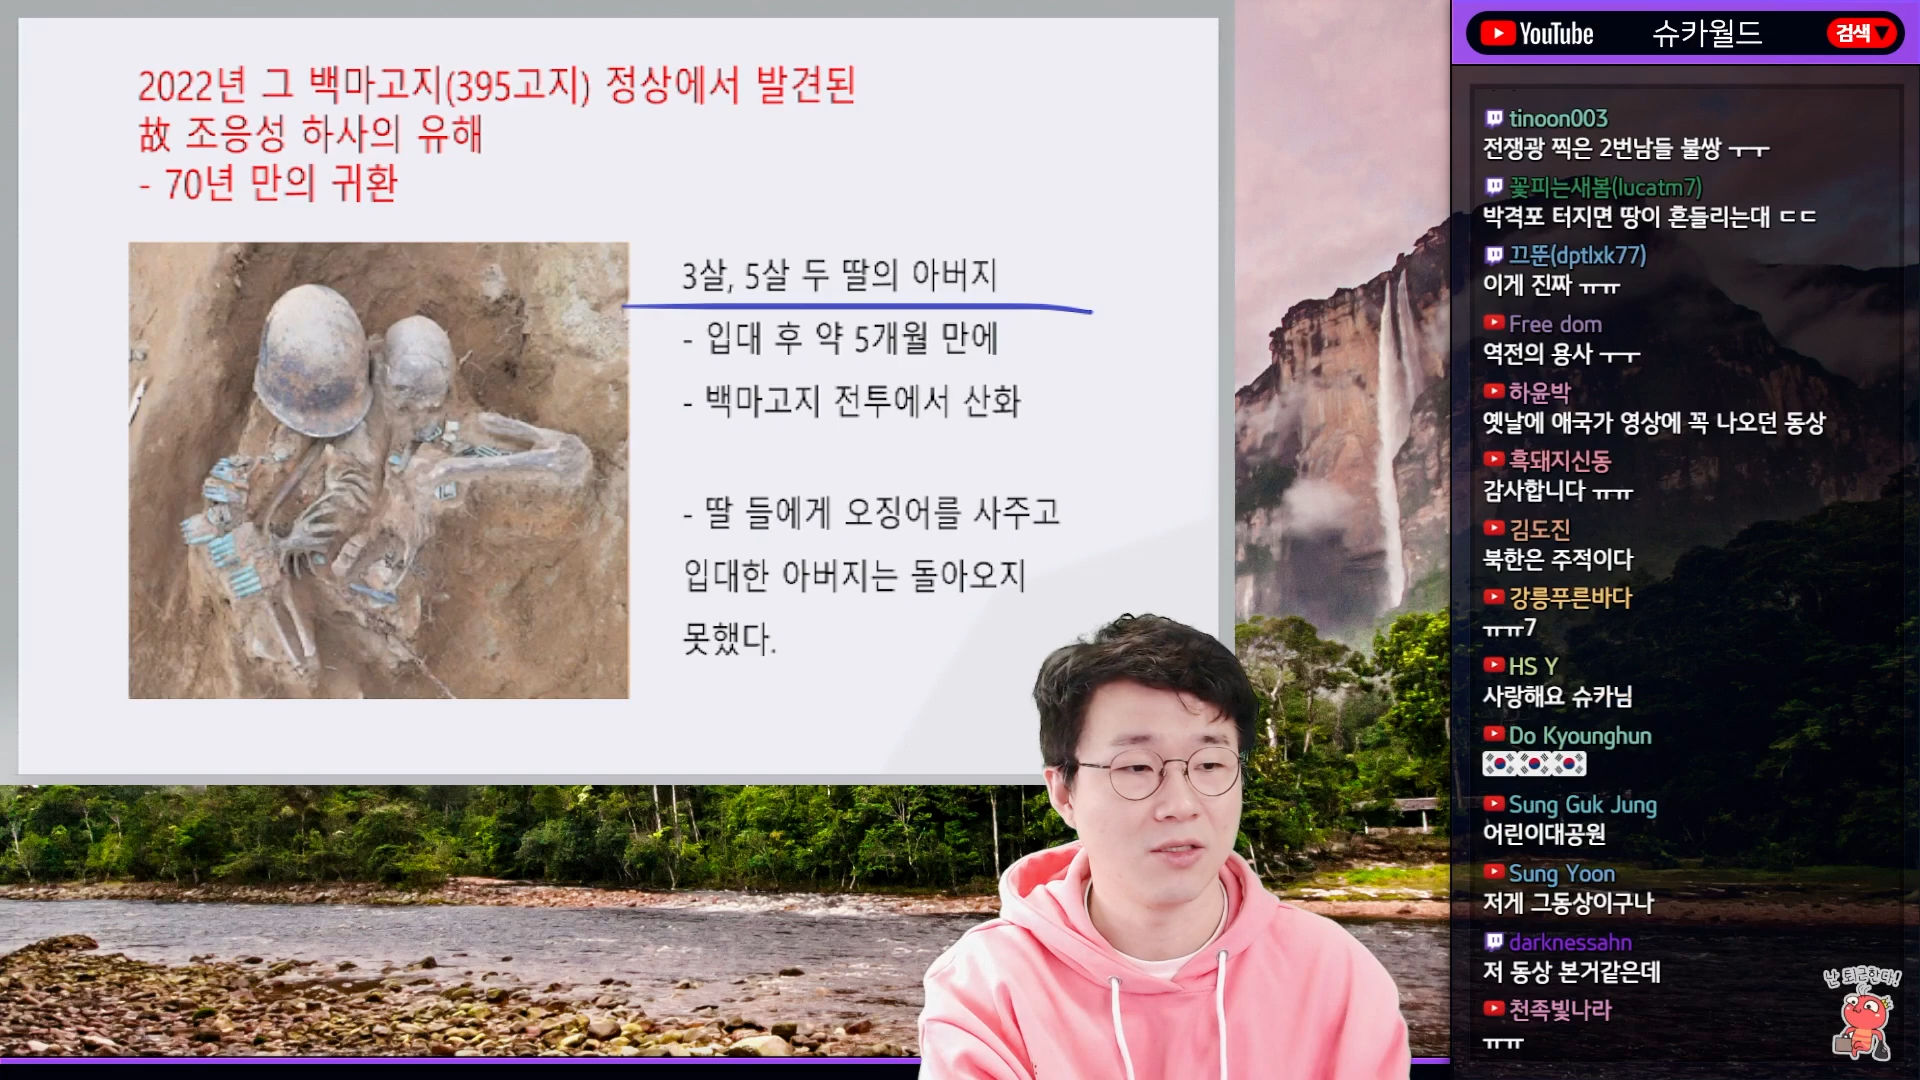 2022년 그 백마고지(395고지) 정상에서 발견된
故 조응성 하사의 유해
- 70년 만의 귀환
3살, 5살 두 딸의 아버지
- 입대 후 약 5개월 만에
- 백마고지 전투에서 산화
- 딸 들에게 오징어를 사주고
입대한 아버지는 돌아오지
못했다.
YouTube 슈카월드 검색
tinoon003
전쟁광 찍은 2번남들 불쌍 ㅜㅜ
꽃피는새봄(lucatm7)
박격포 터지면 땅이 흔들리는대 ㄷㄷ
끄뚠(dptlxk77)
이게 진짜 ㅠㅠ
Free dom
역전의 용사 ㅜㅜ
하윤박
옛날에 애국가 영상에 꼭 나오던 동상
흑돼지신동
감사합니다 ㅠㅠ
김도진
북한은 주적이다
강릉푸른바다
ㅠㅠ7
HS Y
사랑해요 슈카님
Do Kyounghun
🇰🇷🇰🇷🇰🇷
Sung Guk Jung
어린이대공원
Sung Yoon
저게 그동상이구나
darknessahn
저 동상 본거같은데
천족빛나라
ㅠㅠ
난 퇴근한다!